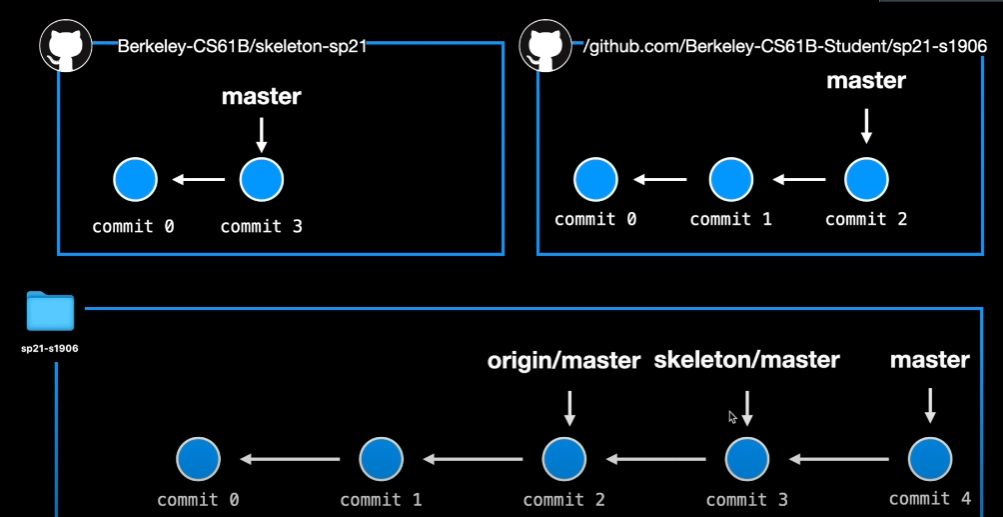 Berkeley-CS61B/skeleton-sp21
master
commit 0 commit 3
/github.com/Berkeley-CS61B-Student/sp21-s1906
master
commit 0 commit 1 commit 2
sp21-s1906
origin/master skeleton/master master
commit 0 commit 1 commit 2 commit 3 commit 4